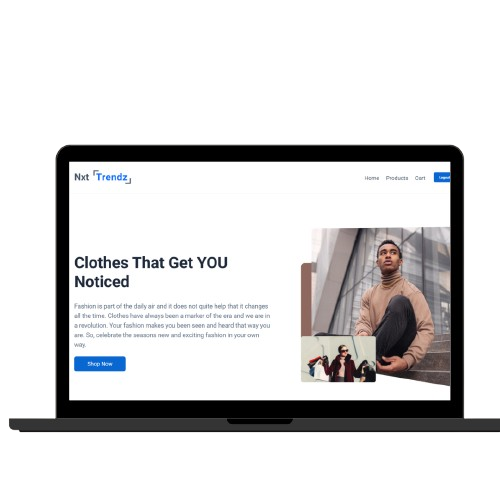 Nxt Trendz
Home Products Cart
Clothes That Get YOU
Noticed
Fashion is part of the daily air and it does not quite help that it changes
all the time. Clothes have always been a marker of the era and we are in
a revolution. Your fashion makes you been seen and heard that way you
are. So, celebrate the seasons new and exciting fashion in your own
way.
Shop Now